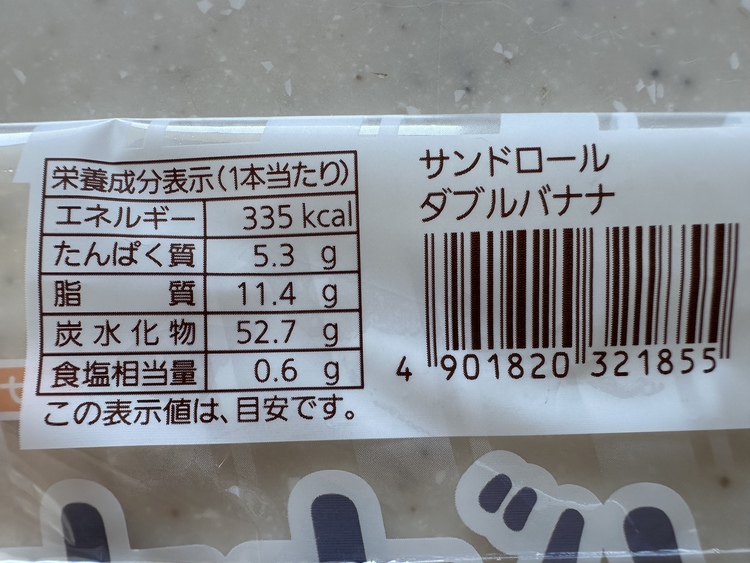 栄養成分表示(1本当たり)
エネルギー 335 kcal
たんぱく質 5.3 g
脂質 11.4 g
炭水化物 52.7 g
食塩相当量 0.6 g
この表示値は、目安です。
サンドロール
ダブルバナナ
4 901820 321855